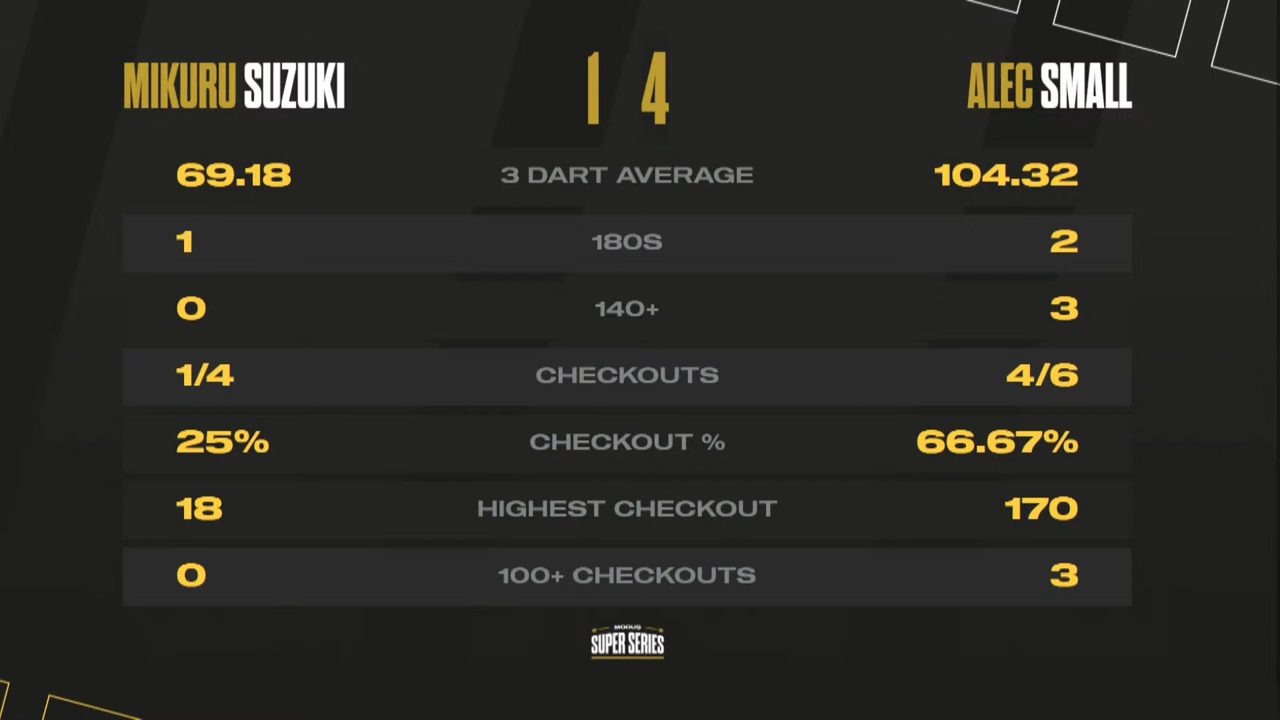 MIKURU SUZUKI 1 4 ALEC SMALL
69.18 3 DART AVERAGE 104.32
1 180S 2
0 140+ 3
1/4 CHECKOUTS 4/6
25% CHECKOUT % 66.67%
18 HIGHEST CHECKOUT 170
0 100+ CHECKOUTS 3
MODUS
SUPER SERIES